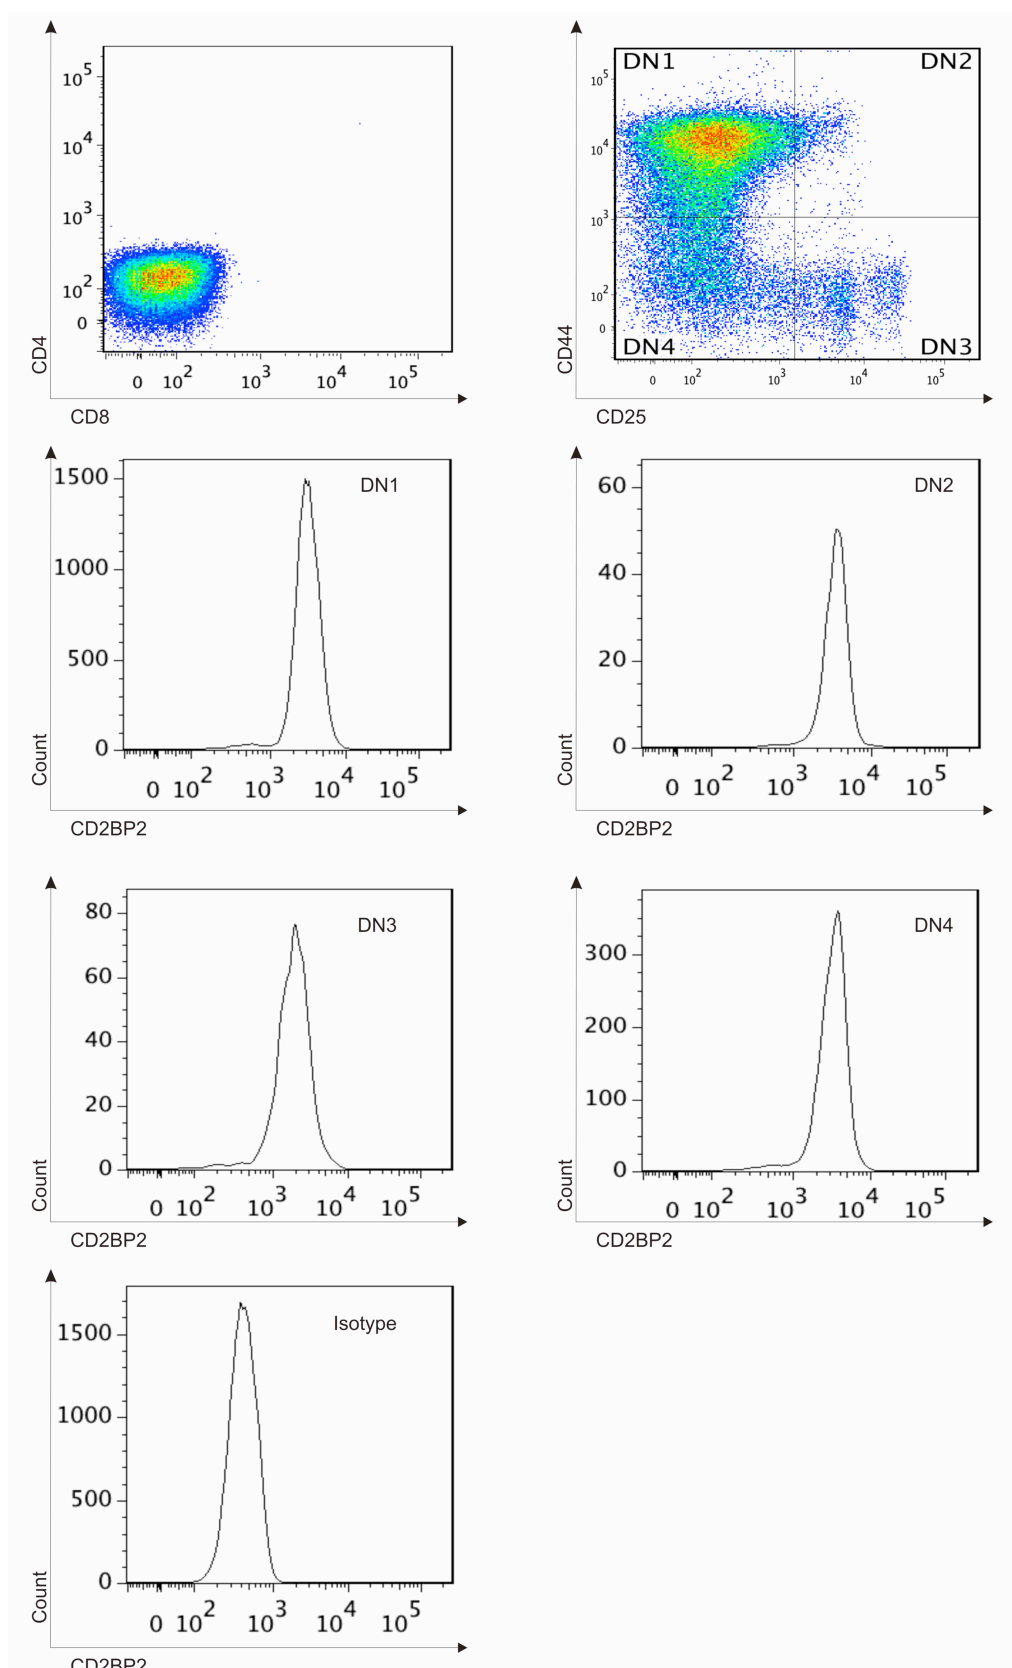 10^5
10^4
10^3
10^2
0
CD4
0 10^2 10^3 10^4 10^5
CD8
DN1 DN2
10^5
10^4
10^3
10^2
0
DN4 DN3
CD44
0 10^2 10^3 10^4 10^5
CD25
DN1
1500
1000
500
0
Count
0 10^2 10^3 10^4 10^5
CD2BP2
DN2
60
40
20
0
Count
0 10^2 10^3 10^4 10^5
CD2BP2
DN3
80
60
40
20
0
Count
0 10^2 10^3 10^4 10^5
CD2BP2
DN4
300
200
100
0
Count
0 10^2 10^3 10^4 10^5
CD2BP2
Isotype
1500
1000
500
0
Count
0 10^2 10^3 10^4 10^5
CD2BP2